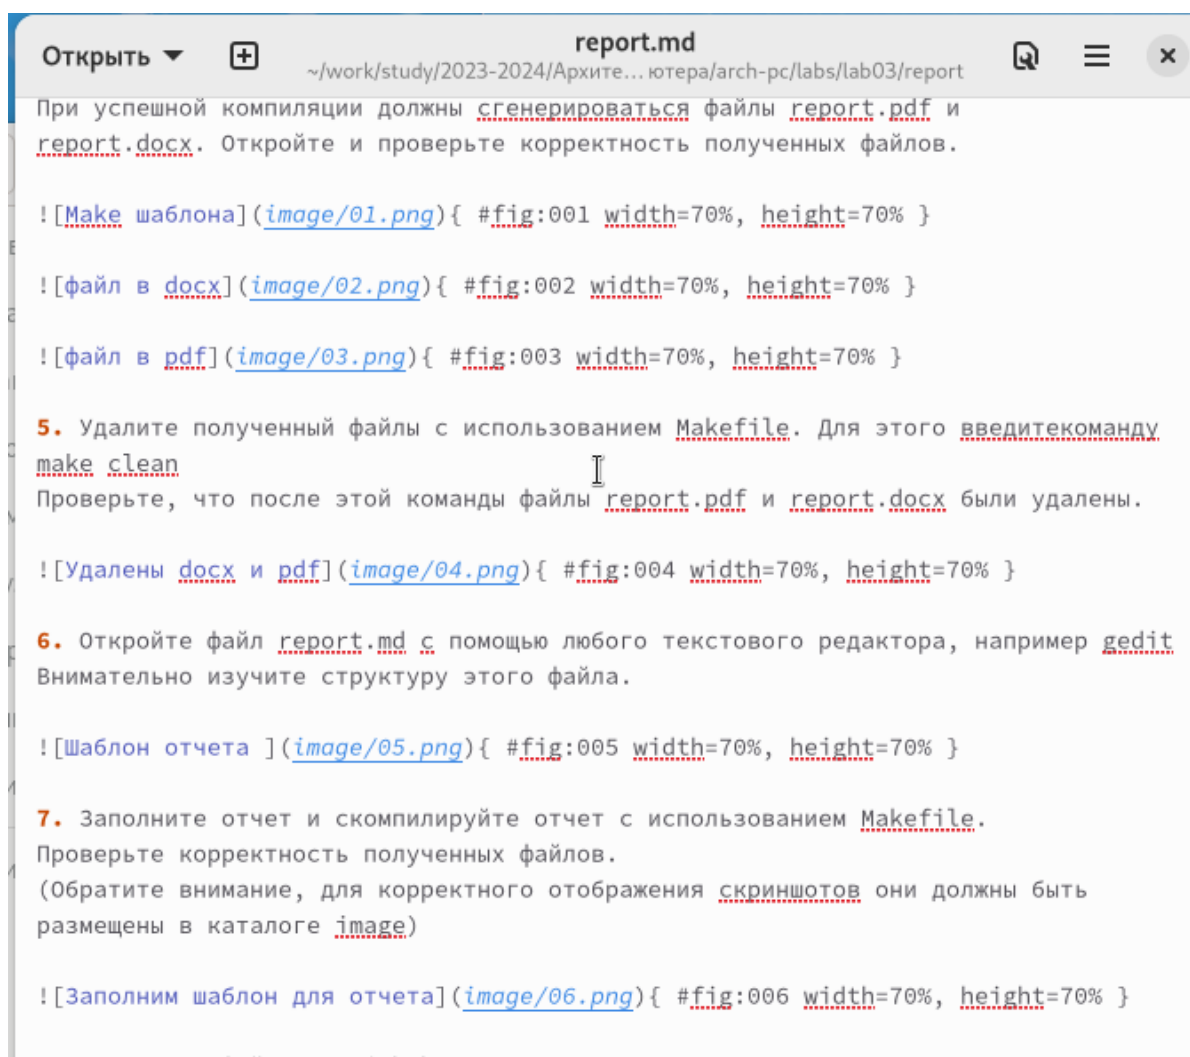 Открыть
report.md
~/work/study/2023-2024/Архите…ютера/arch-pc/labs/lab03/report
При успешной компиляции должны сгенерироваться файлы report.pdf и
report.docx. Откройте и проверьте корректность полученных файлов.
![Make шаблона](image/01.png){ #fig:001 width=70%, height=70% }
![файл в docx](image/02.png){ #fig:002 width=70%, height=70% }
![файл в pdf](image/03.png){ #fig:003 width=70%, height=70% }
5. Удалите полученный файлы с использованием Makefile. Для этого введитекоманду
make clean
Проверьте, что после этой команды файлы report.pdf и report.docx были удалены.
![Удалены docx и pdf](image/04.png){ #fig:004 width=70%, height=70% }
6. Откройте файл report.md c помощью любого текстового редактора, например gedit
Внимательно изучите структуру этого файла.
![Шаблон отчета ](image/05.png){ #fig:005 width=70%, height=70% }
7. Заполните отчет и скомпилируйте отчет с использованием Makefile.
Проверьте корректность полученных файлов.
(Обратите внимание, для корректного отображения скриншотов они должны быть
размещены в каталоге image)
![Заполним шаблон для отчета](image/06.png){ #fig:006 width=70%, height=70% }